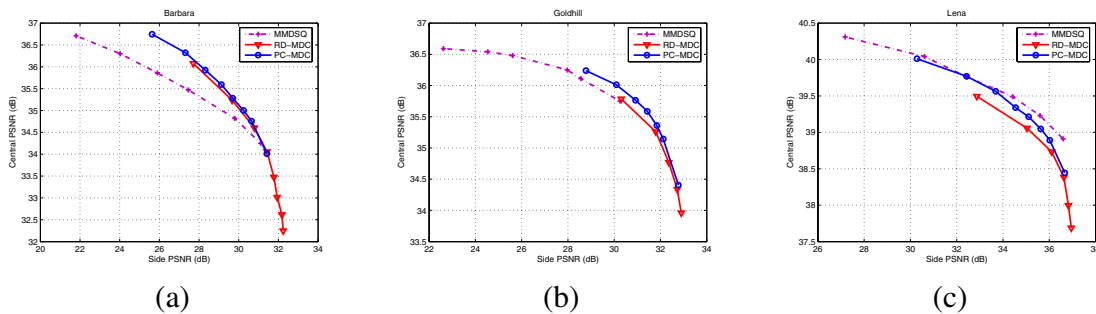 Barbara
37
36.5
36
35.5
35
34.5
34
33.5
33
32.5
32
Central PSNR (dB)
20 22 24 26 28 30 32 34
Side PSNR (dB)
MMDSQ
RD−MDC
PC−MDC
(a)
Goldhill
37
36.5
36
35.5
35
34.5
34
33.5
Central PSNR (dB)
22 24 26 28 30 32 34
Side PSNR (dB)
MMDSQ
RD−MDC
PC−MDC
(b)
Lena
40.5
40
39.5
39
38.5
38
37.5
Central PSNR (dB)
26 28 30 32 34 36 38
Side PSNR (dB)
MMDSQ
RD−MDC
PC−MDC
(c)